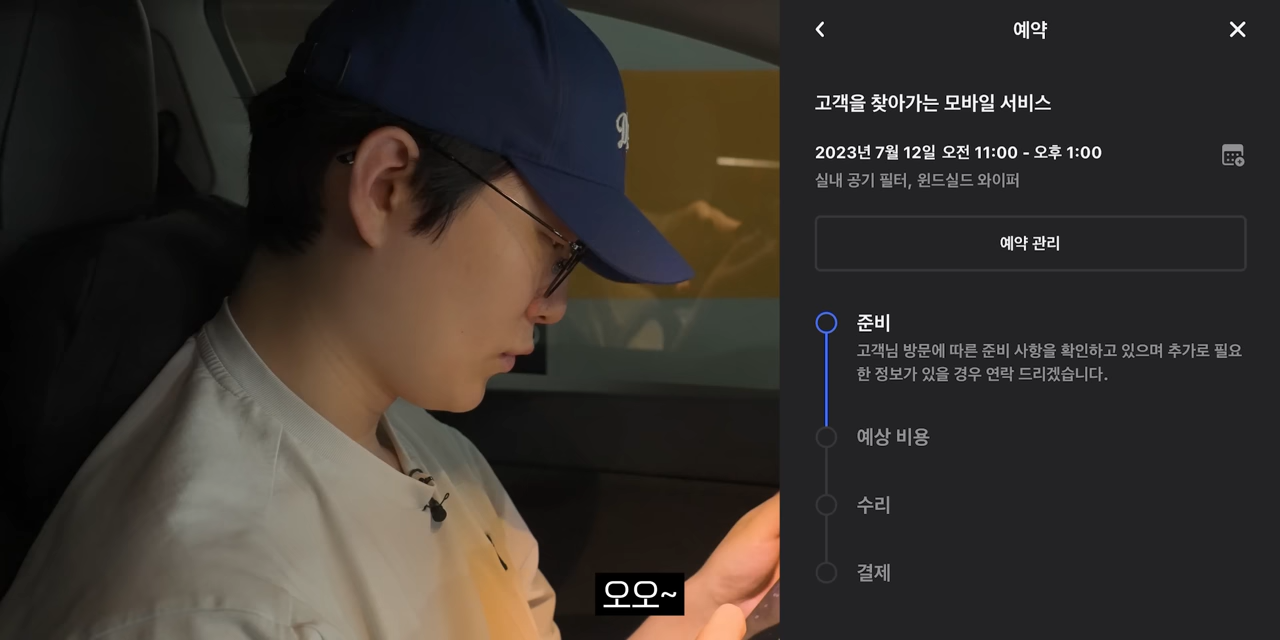 예약
고객을 찾아가는 모바일 서비스
2023년 7월 12일 오전 11:00 - 오후 1:00
실내 공기 필터, 윈드실드 와이퍼
예약 관리
준비
고객님 방문에 따른 준비 사항을 확인하고 있으며 추가로 필요
한 정보가 있을 경우 연락 드리겠습니다.
예상 비용
수리
결제
오오~